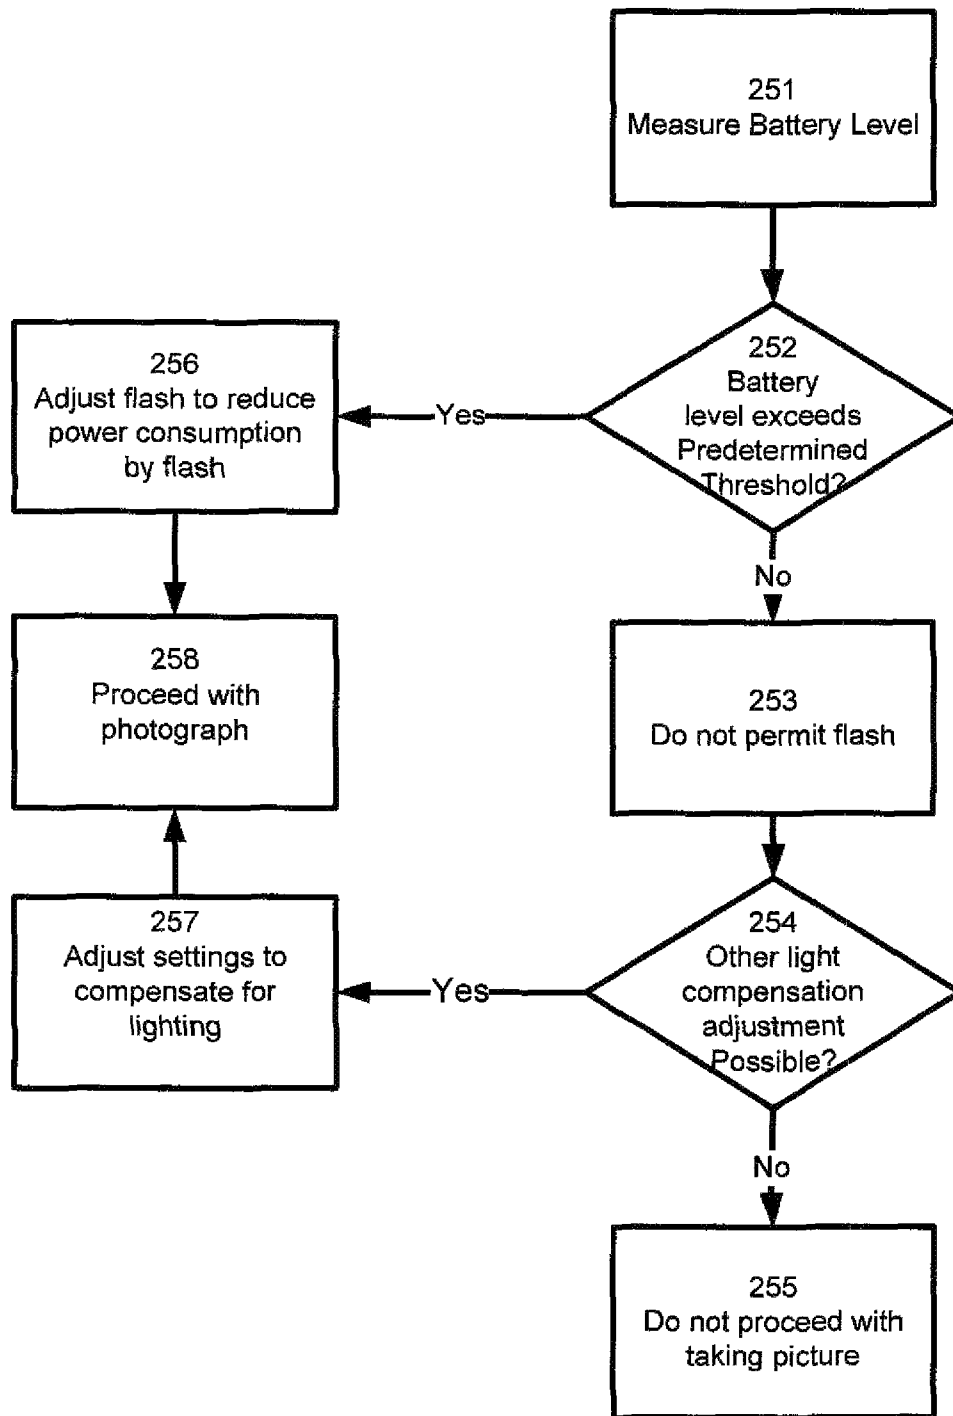 251
Measure Battery Level
252
Battery
level exceeds
Predetermined
Threshold?
Yes
256
Adjust flash to reduce
power consumption
by flash
No
258
Proceed with
photograph
253
Do not permit flash
254
Other light
compensation
adjustment
Possible?
Yes
257
Adjust settings to
compensate for
lighting
No
255
Do not proceed with
taking picture